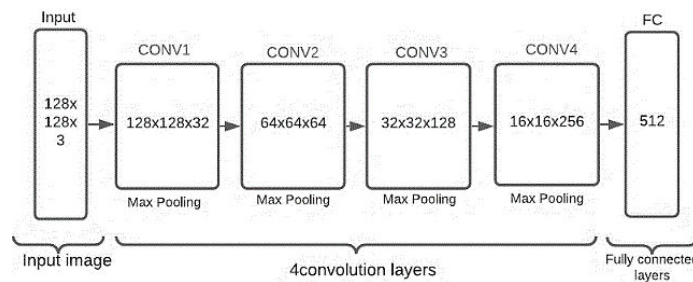 Input
FC
CONV1
CONV2
CONV3
CONV4
128x
128x
3
128x128x32
64x64x64
32x32x128
16x16x256
512
Max Pooling
Max Pooling
Max Pooling
Max Pooling
Input image
4convolution layers
Fully connected
layers